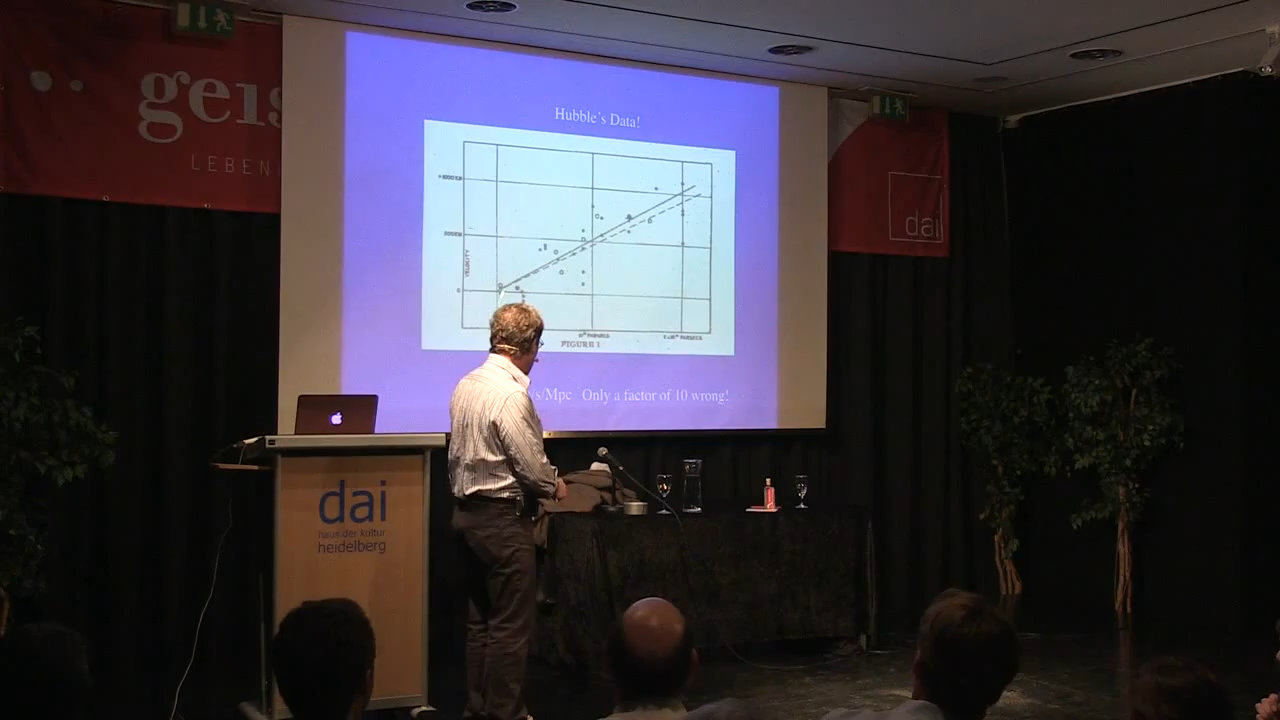 geis
LEBEN
Hubble's Data!
VELOCITY
0
FIGURE 1
/s/Mpc Only a factor of 10 wrong!
dai
dai
haus der kultur
heidelberg